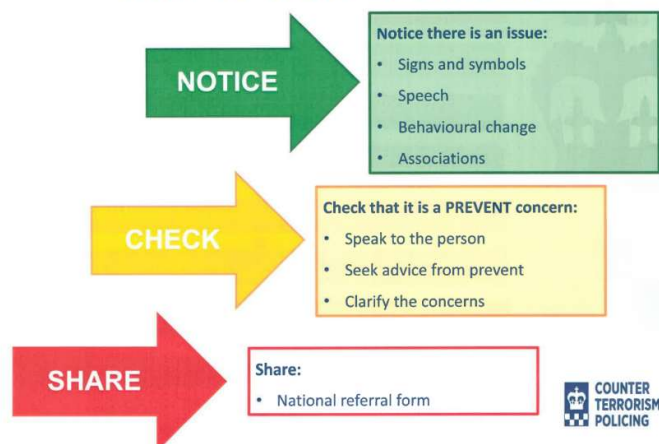 NOTICE
Notice there is an issue:
• Signs and symbols
• Speech
• Behavioural change
• Associations
CHECK
Check that it is a PREVENT concern:
• Speak to the person
• Seek advice from prevent
• Clarify the concerns
SHARE
Share:
• National referral form
COUNTER
TERRORISM
POLICING